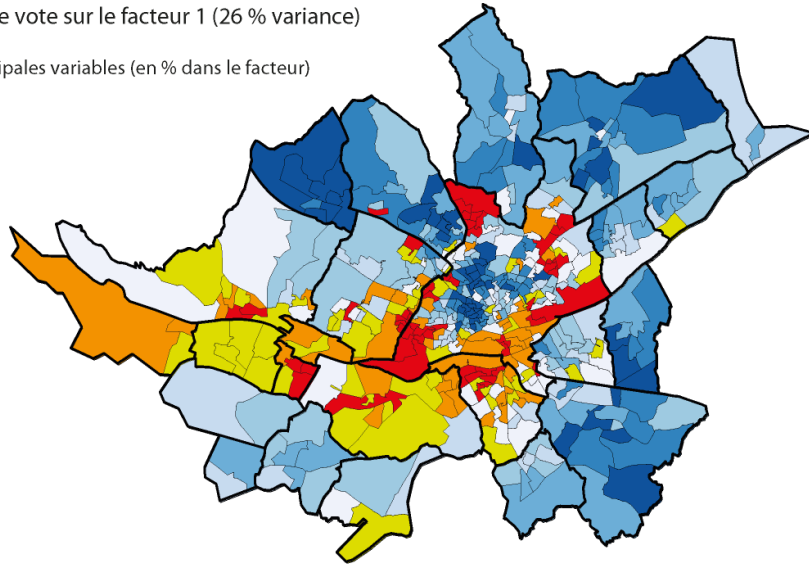 e vote sur le facteur 1 (26 % variance)
ipales variables (en % dans le facteur)